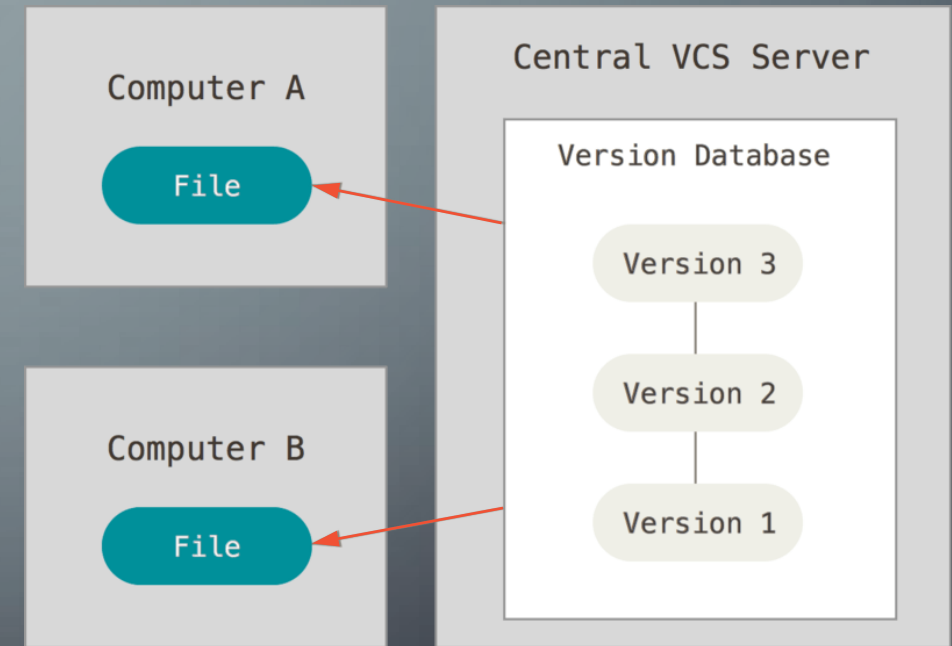 Computer A
File
Computer B
File
Central VCS Server
Version Database
Version 3
Version 2
Version 1